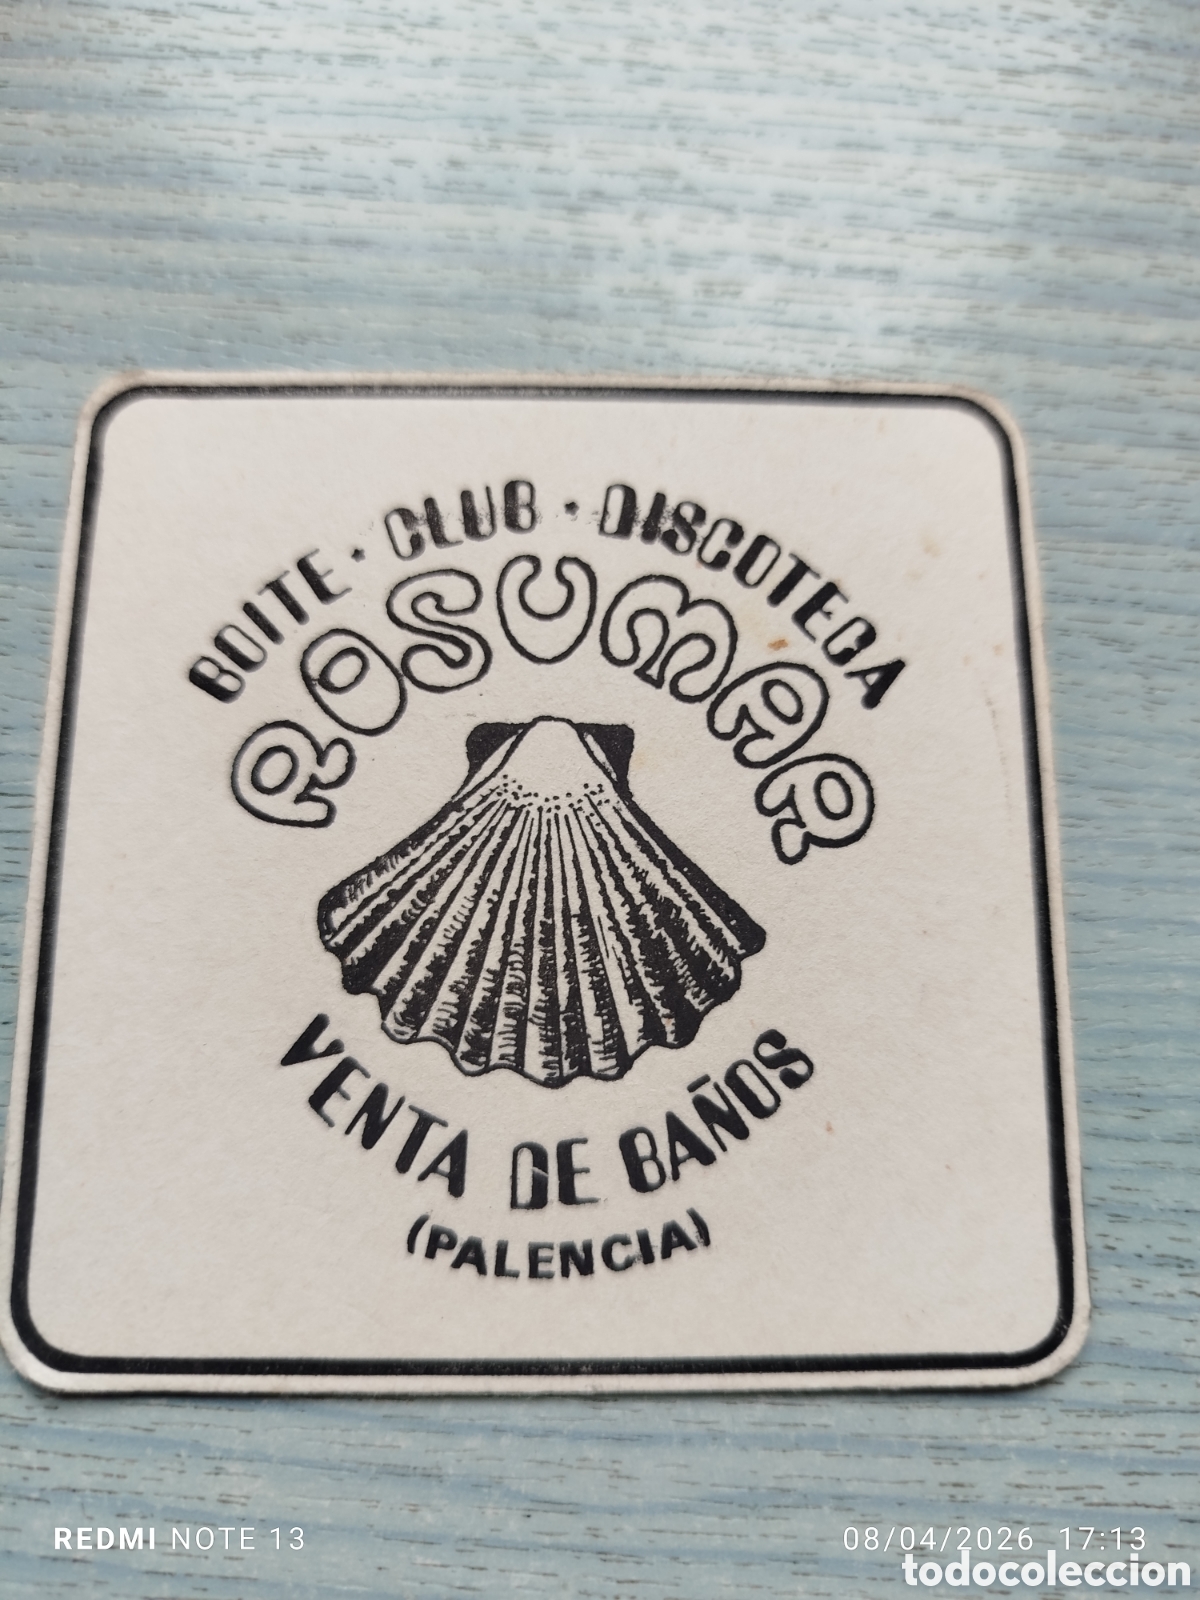 BOITE · CLUB · DISCOTECA
ROSUMAR
VENTA DE BAÑOS
(PALENCIA)
REDMI NOTE 13
08/04/2026 17:13
todocoleccion